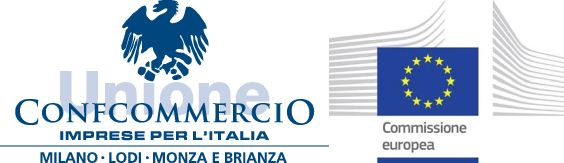 Unione
CONFCOMMERCIO
IMPRESE PER L'ITALIA
MILANO · LODI · MONZA E BRIANZA
Commissione
europea